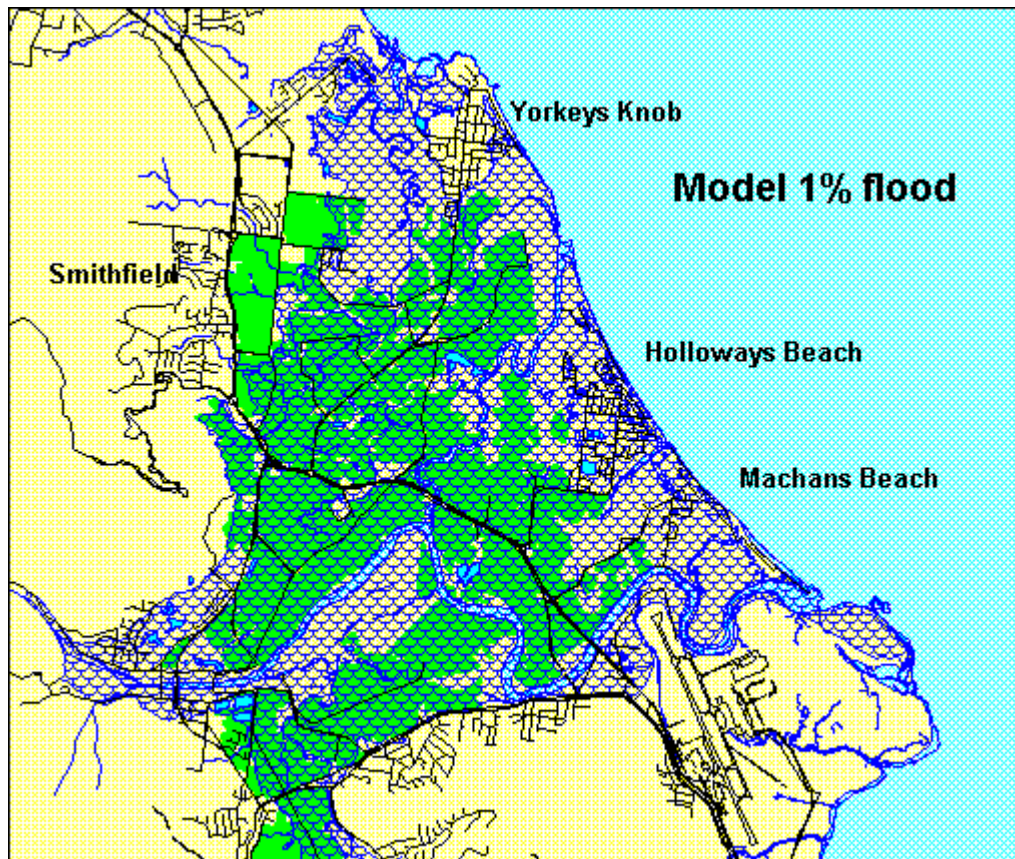 Yorkeys Knob
Model 1% flood
Smithfield
Holloways Beach
Machans Beach